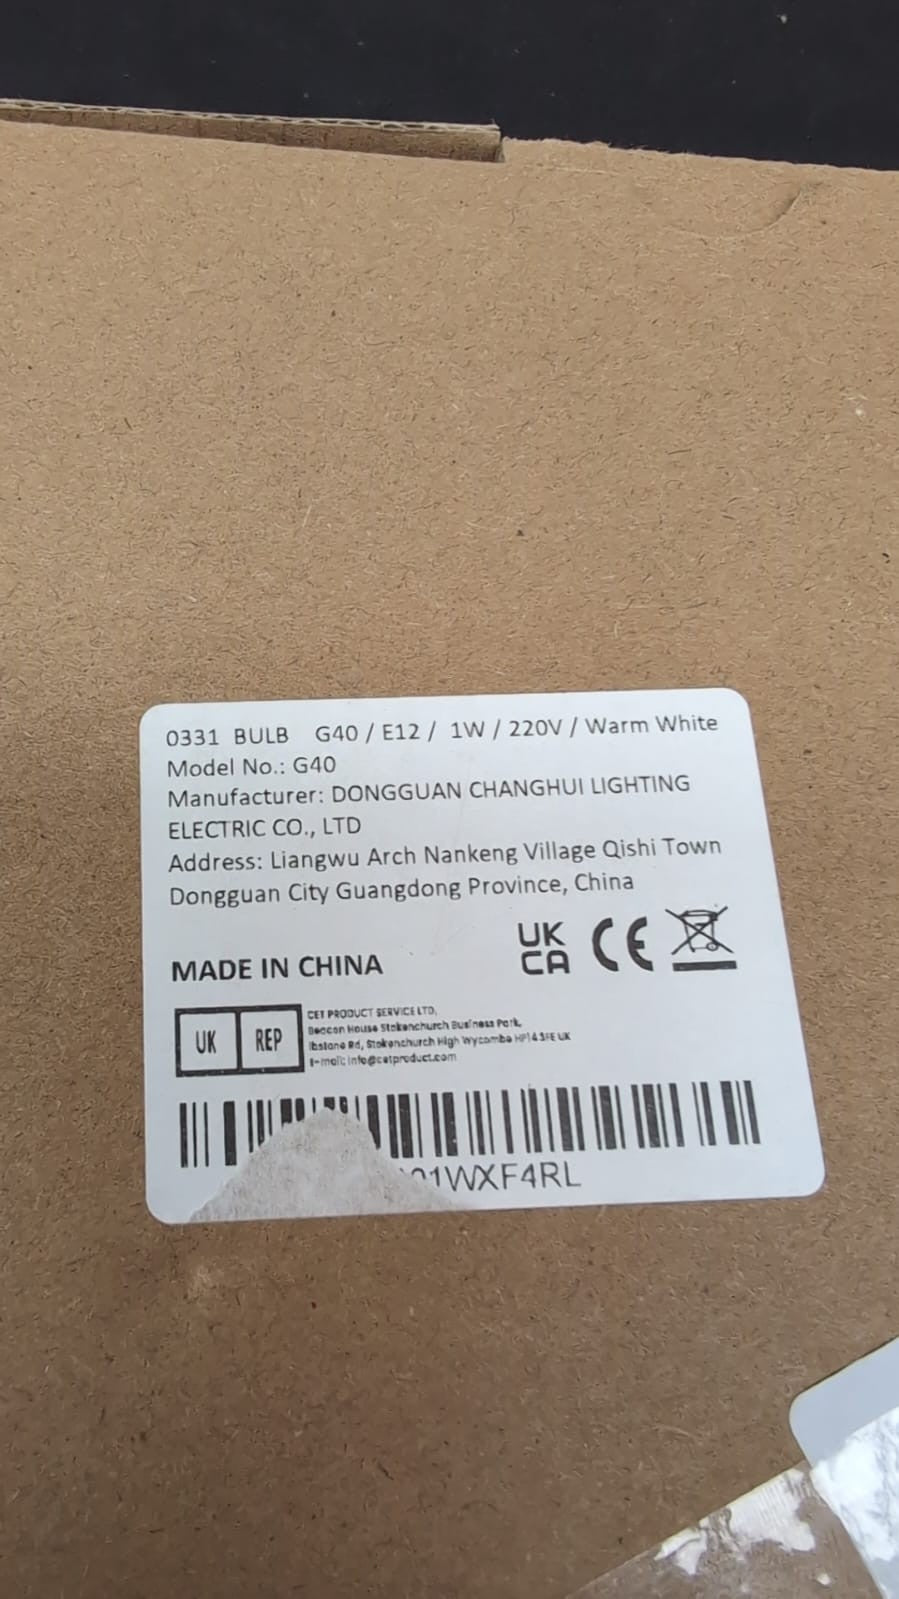 0331 BULB G40 / E12 / 1W / 220V / Warm White
Model No.: G40
Manufacturer: DONGGUAN CHANGHUI LIGHTING
ELECTRIC CO., LTD
Address: Liangwu Arch Nankeng Village Qishi Town
Dongguan City Guangdong Province, China
MADE IN CHINA
UK
CA
CE
UK REP
CET PRODUCT SERVICE LTD,
Beacon House Stokenchurch Business Park,
Ibstone Rd, Stokenchurch High Wycombe HP14 3FE UK
E-mail: info@cetproduct.com
01WXF4RL